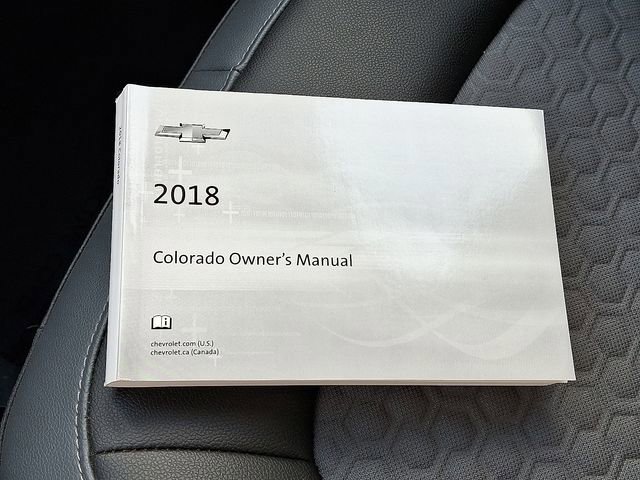 2018
Colorado Owner's Manual
chevrolet.com (U.S.)
chevrolet.ca (Canada)